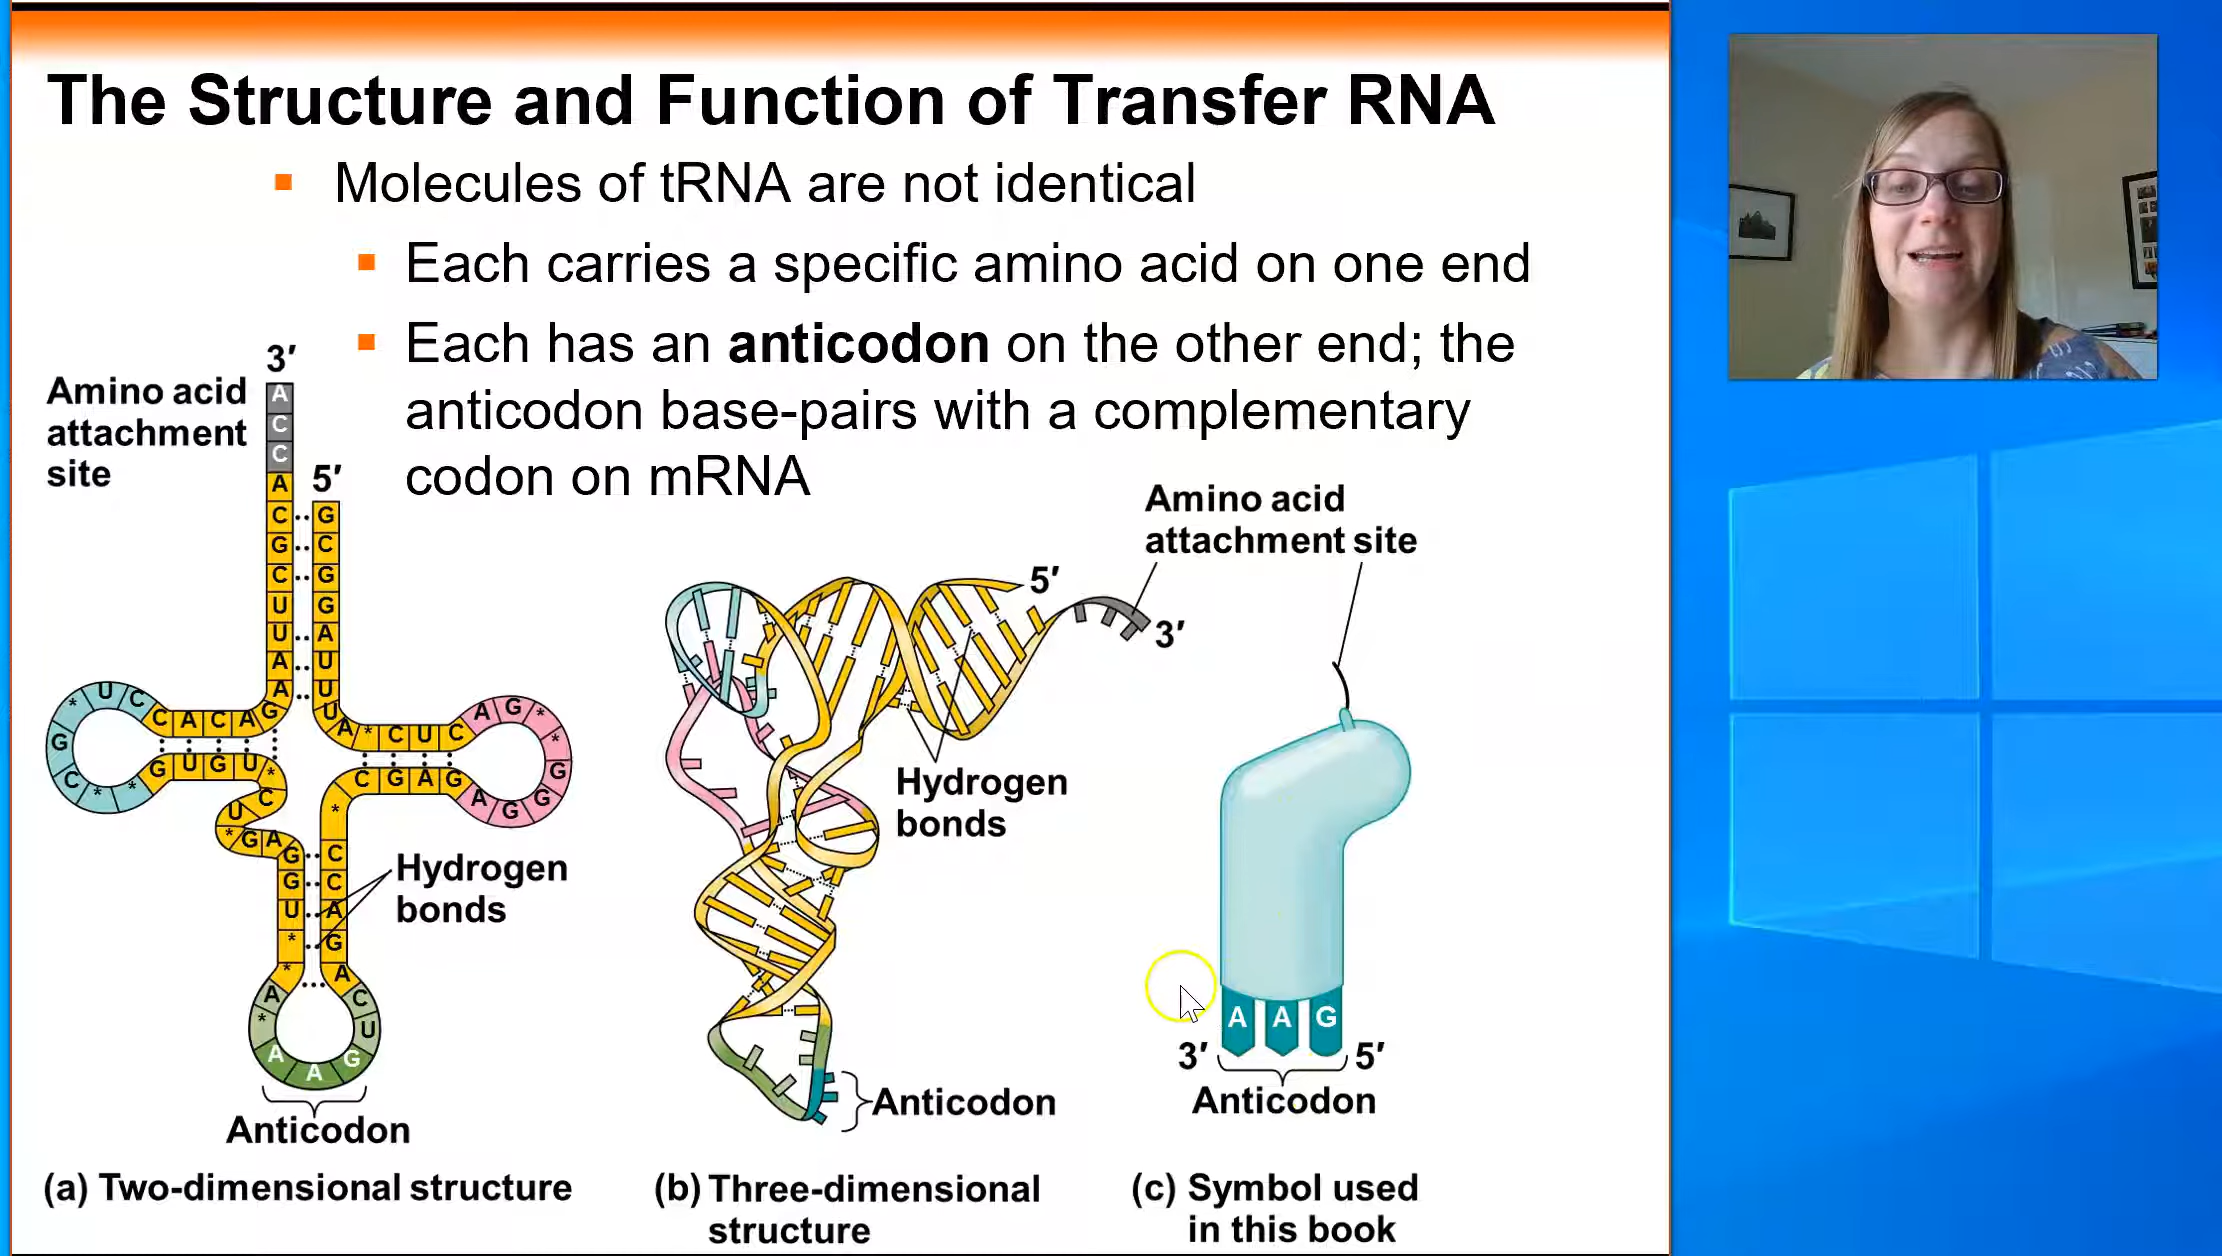 The Structure and Function of Transfer RNA
Molecules of tRNA are not identical
Each carries a specific amino acid on one end
Each has an anticodon on the other end; the
anticodon base-pairs with a complementary
codon on mRNA
3′
Amino acid
attachment
site
A
C
C
A
5′
C G
G C
C G
U G
U A
A U
A U
* U C C
C A C A G
U A * C U C
A G *
G
C * *
G U G U *
C
U
* G A G
C G A G
*
G
G
G
A
*
C
G C
U A
* G
* A
A C
* U
A A G
Hydrogen
bonds
Anticodon
(a) Two-dimensional structure
Amino acid
attachment site
5′
3′
Hydrogen
bonds
Anticodon
(b) Three-dimensional
structure
A A G
3′ 5′
Anticodon
(c) Symbol used
in this book